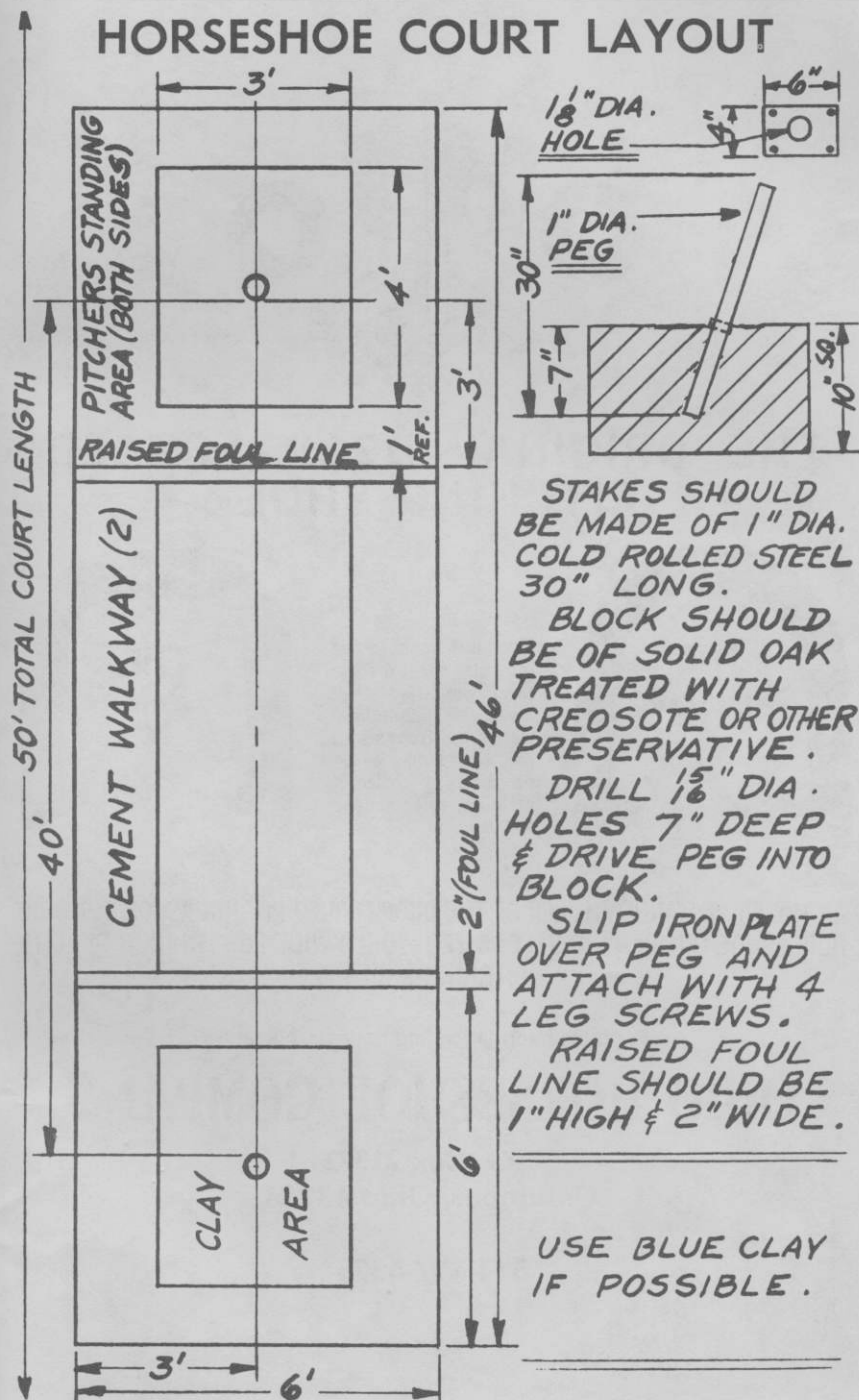 HORSESHOE COURT LAYOUT
3'
PITCHERS STANDING
AREA (BOTH SIDES)
4'
3'
RAISED FOUL LINE
1'
REF.
50' TOTAL COURT LENGTH
40'
CEMENT WALKWAY (2)
2" (FOUL LINE)
46'
CLAY
AREA
6'
3'
6'
1 1/8" DIA.
HOLE
6"
4"
1" DIA.
PEG
30"
7"
10" SQ.
STAKES SHOULD
BE MADE OF 1" DIA.
COLD ROLLED STEEL
30" LONG.
BLOCK SHOULD
BE OF SOLID OAK
TREATED WITH
CREOSOTE OR OTHER
PRESERVATIVE.
DRILL 15/16" DIA.
HOLES 7" DEEP
& DRIVE PEG INTO
BLOCK.
SLIP IRON PLATE
OVER PEG AND
ATTACH WITH 4
LEG SCREWS.
RAISED FOUL
LINE SHOULD BE
1" HIGH & 2" WIDE.
USE BLUE CLAY
IF POSSIBLE.